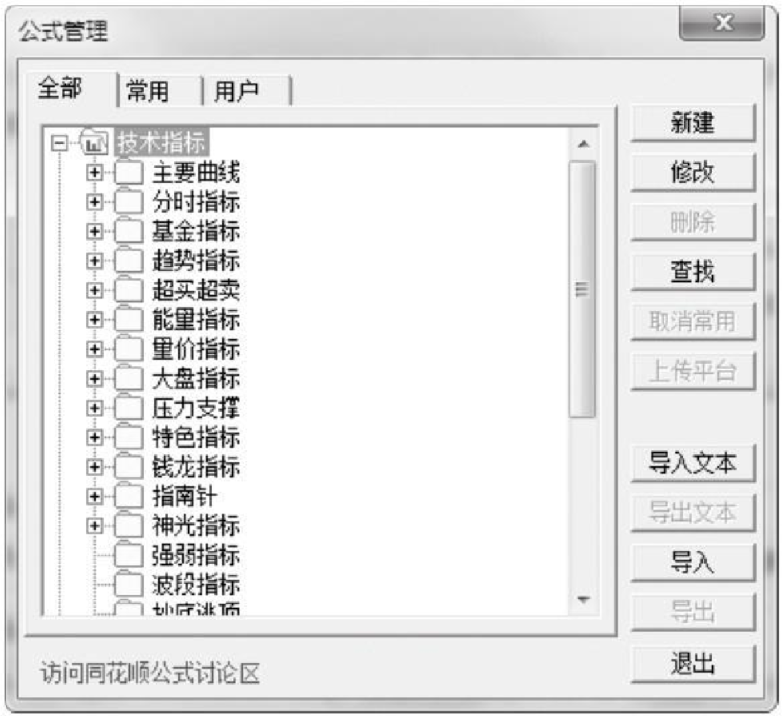 公式管理
全部 常用 用户
技术指标
主要曲线
分时指标
基金指标
趋势指标
超买超卖
能量指标
量价指标
大盘指标
压力支撑
特色指标
钱龙指标
指南针
神光指标
强弱指标
波段指标
抄底逃顶
新建
修改
删除
查找
取消常用
上传平台
导入文本
导出文本
导入
导出
退出
访问同花顺公式讨论区